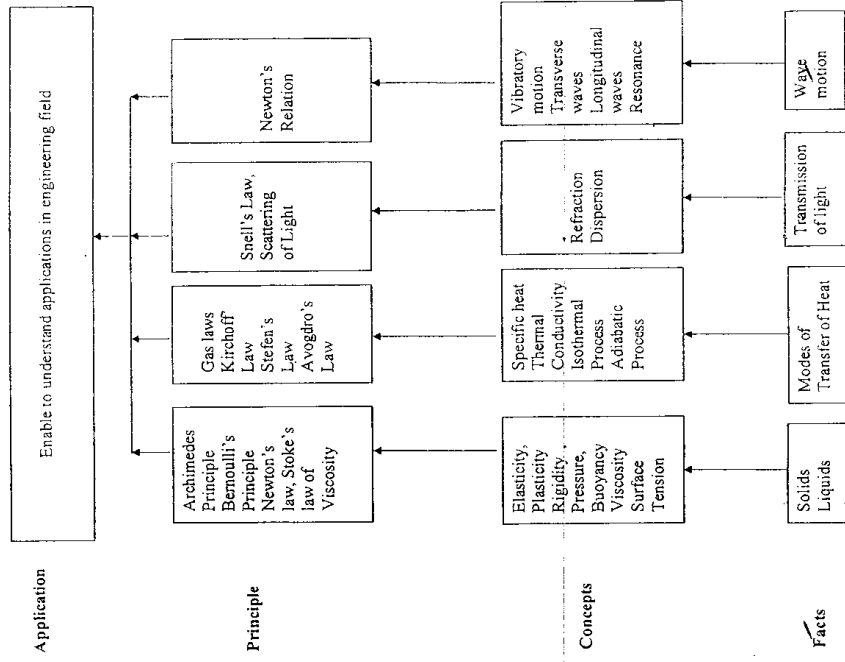 Application
Enable to understand applications in engineering field
Principle
Archimedes
Principle
Bernoulli's
Principle
Newton's
law, Stoke's
law of
Viscosity
Gas laws
Kirchoff
Law
Stefen's
Law
Avogdro's
Law
Snell's Law,
Scattering
of Light
Newton's
Relation
Concepts
Elasticity,
Plasticity
Rigidity,
Pressure,
Buoyancy
Viscosity
Surface
Tension
Specific heat
Thermal
Conductivity
Isothermal
Process
Adiabatic
Process
Refraction
Dispersion
Vibratory
motion
Transverse
waves
Longitudinal
waves
Resonance
Facts
Solids
Liquids
Modes of
Transfer of Heat
Transmission
of light
Wave
motion